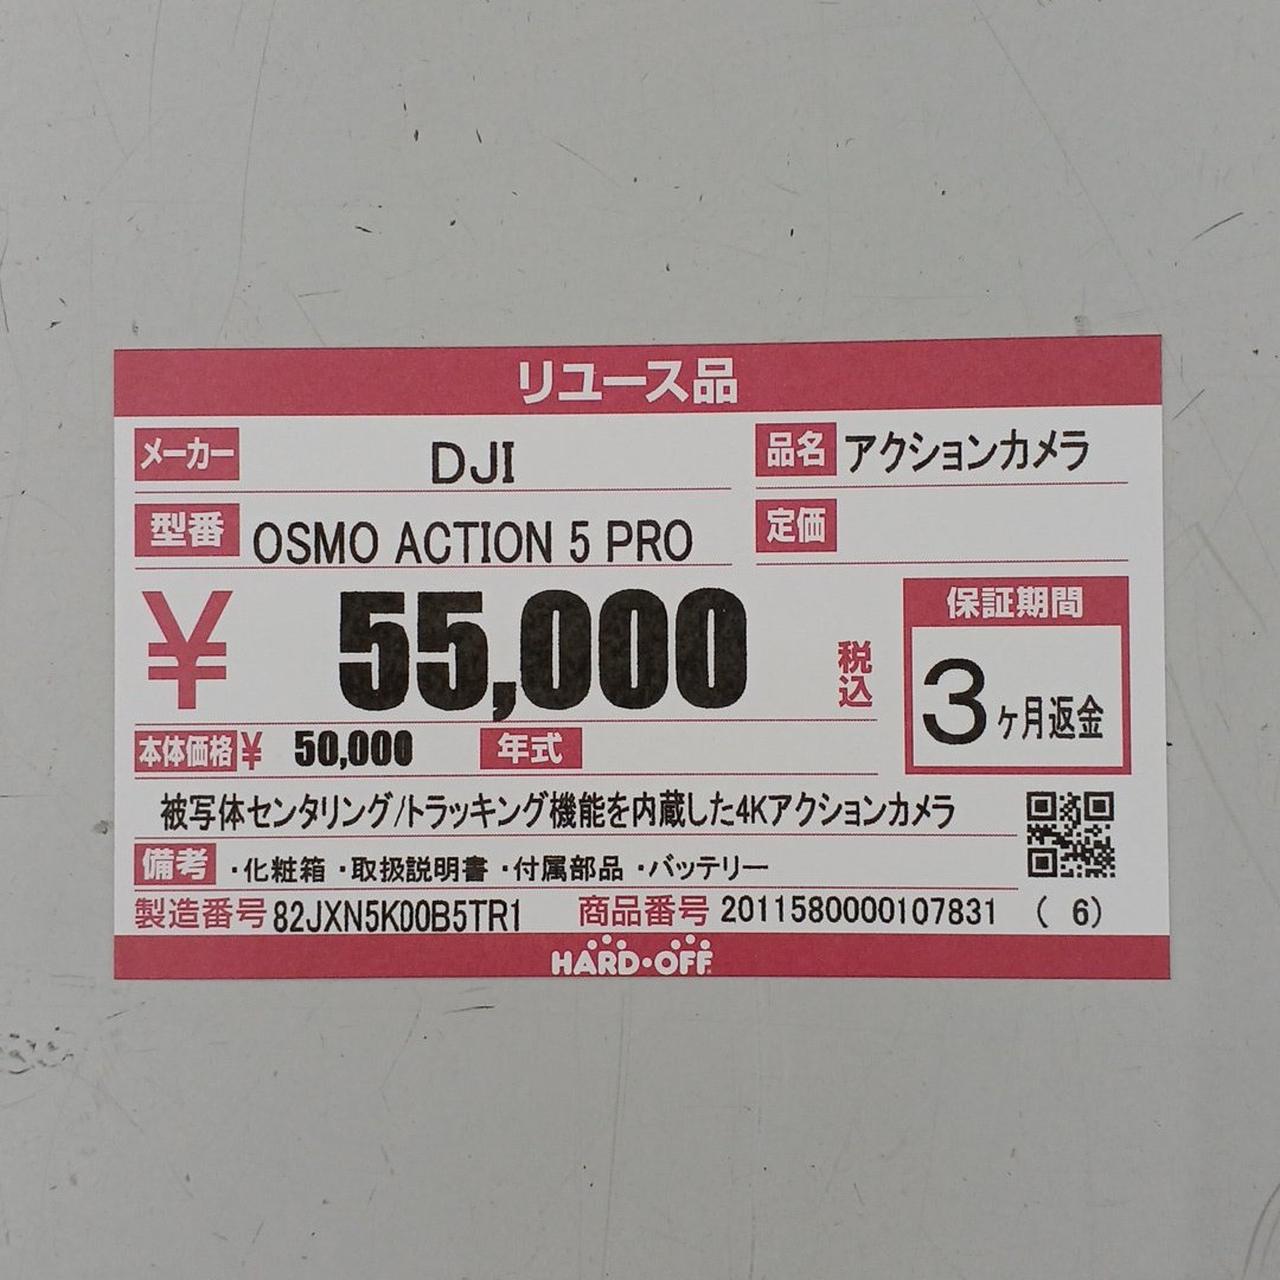 リユース品
メーカー DJI 品名 アクションカメラ
型番 OSMO ACTION 5 PRO 定価
¥ 55,000 税込
保証期間
3ヶ月返金
本体価格¥ 50,000 年式
被写体センタリング/トラッキング機能を内蔵した4Kアクションカメラ
備考 ・化粧箱 ・取扱説明書 ・付属部品 ・バッテリー
製造番号 82JXN5K00B5TR1 商品番号 2011580000107831 ( 6)
HARD・OFF